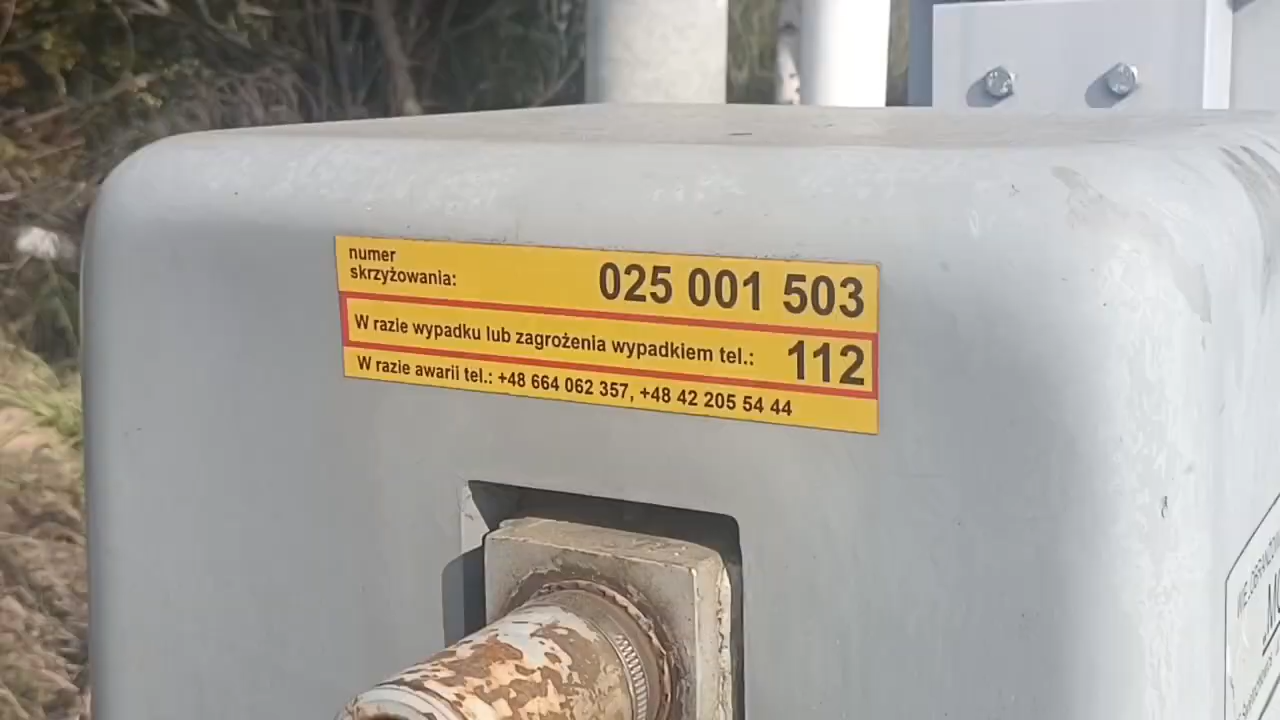 numer
skrzyżowania:
025 001 503
W razie wypadku lub zagrożenia wypadkiem tel.: 112
W razie awarii tel.: +48 664 062 357, +48 42 205 54 44